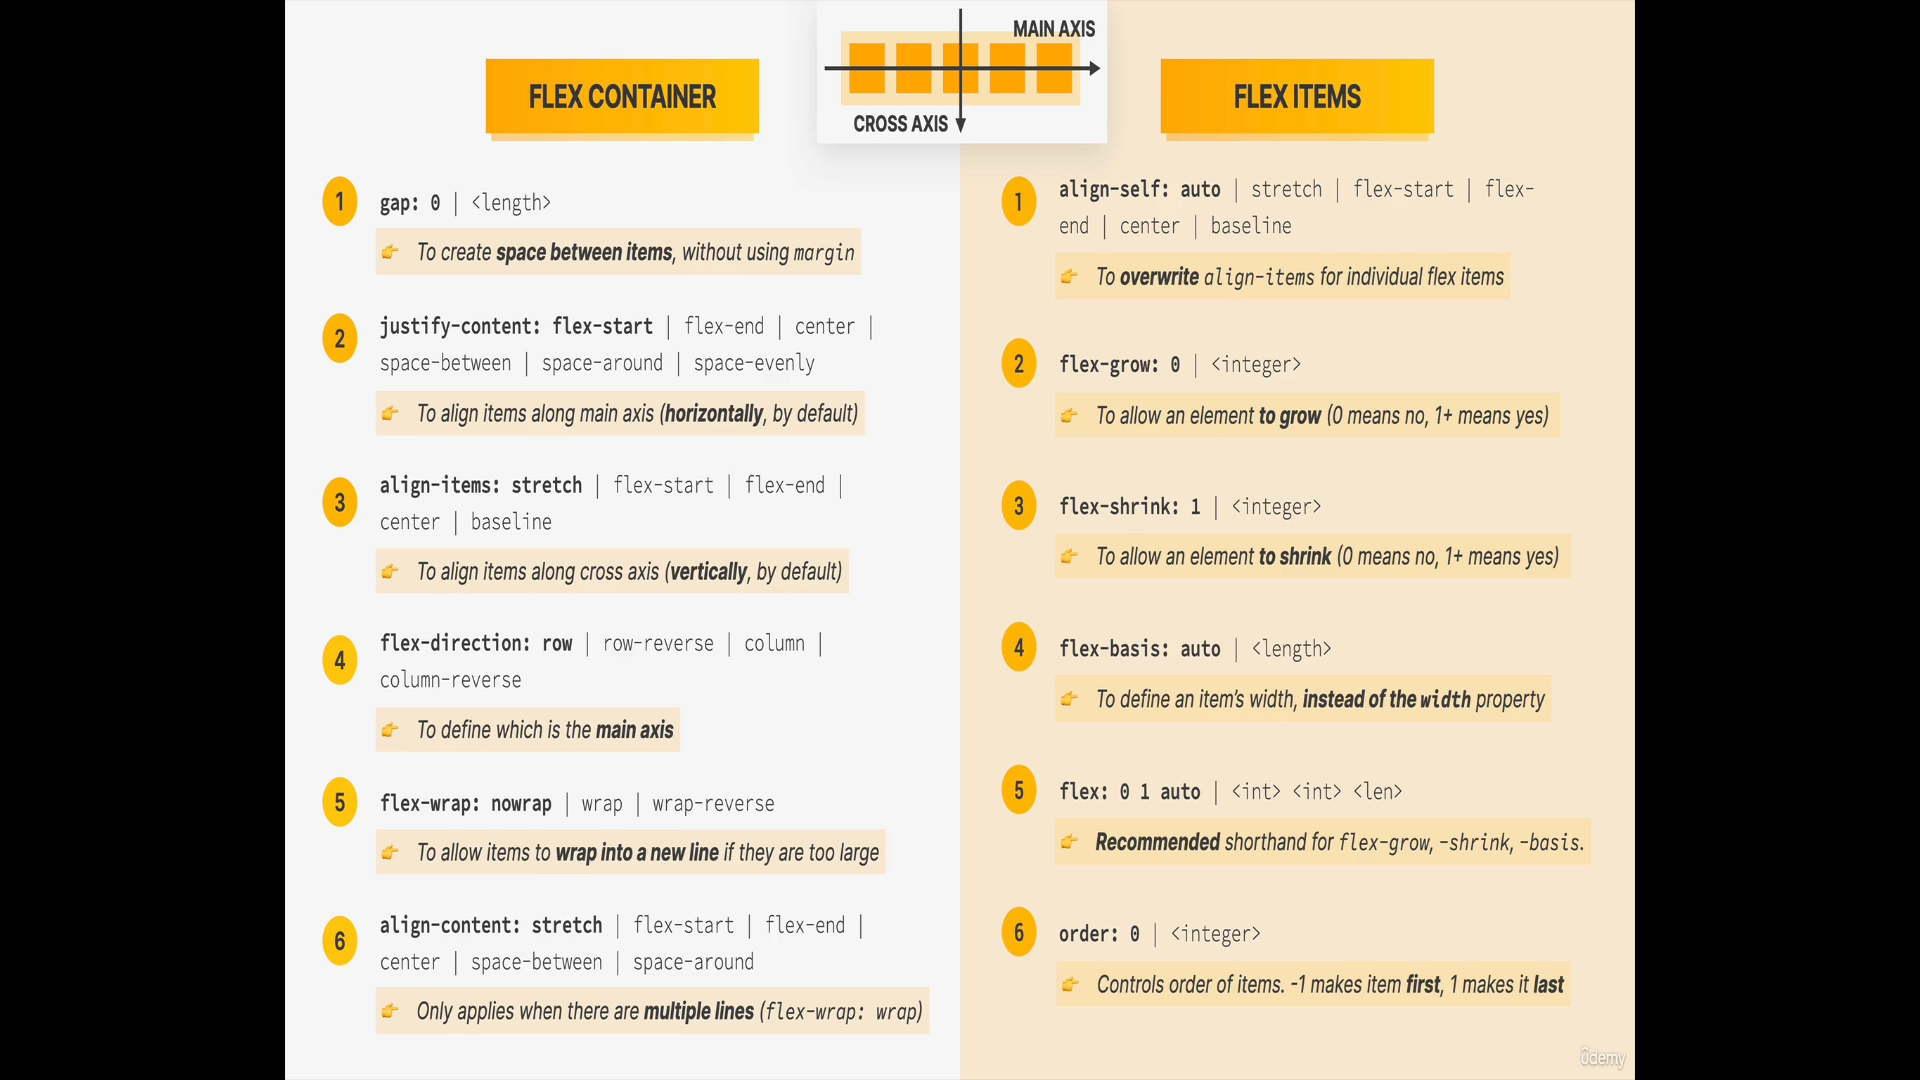 MAIN AXIS
CROSS AXIS
FLEX CONTAINER
1
gap: 0 | <length>
👉 To create space between items, without using margin
2
justify-content: flex-start | flex-end | center |
space-between | space-around | space-evenly
👉 To align items along main axis (horizontally, by default)
3
align-items: stretch | flex-start | flex-end |
center | baseline
👉 To align items along cross axis (vertically, by default)
4
flex-direction: row | row-reverse | column |
column-reverse
👉 To define which is the main axis
5
flex-wrap: nowrap | wrap | wrap-reverse
👉 To allow items to wrap into a new line if they are too large
6
align-content: stretch | flex-start | flex-end |
center | space-between | space-around
👉 Only applies when there are multiple lines (flex-wrap: wrap)
FLEX ITEMS
1
align-self: auto | stretch | flex-start | flex-
end | center | baseline
👉 To overwrite align-items for individual flex items
2
flex-grow: 0 | <integer>
👉 To allow an element to grow (0 means no, 1+ means yes)
3
flex-shrink: 1 | <integer>
👉 To allow an element to shrink (0 means no, 1+ means yes)
4
flex-basis: auto | <length>
👉 To define an item’s width, instead of the width property
5
flex: 0 1 auto | <int> <int> <len>
👉 Recommended shorthand for flex-grow, -shrink, -basis.
6
order: 0 | <integer>
👉 Controls order of items. -1 makes item first, 1 makes it last
ûdemy